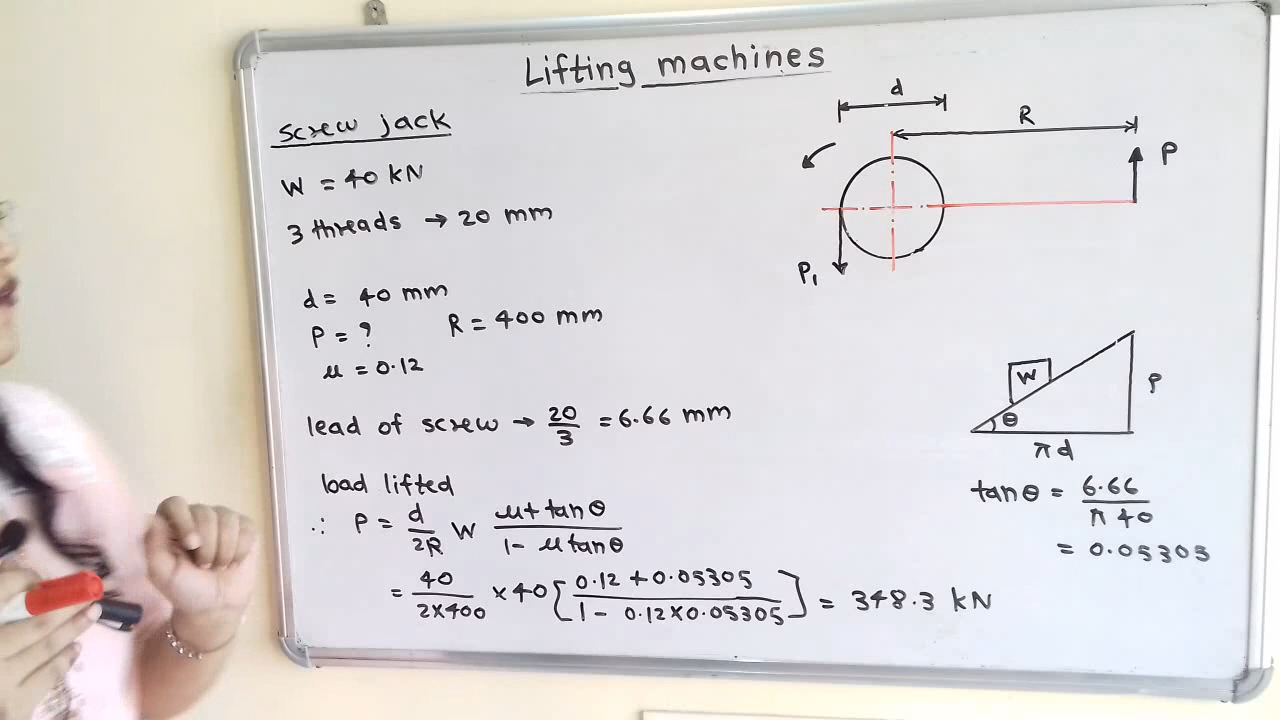 Lifting machines
Screw jack
W = 40 KN
3 threads → 20 mm
d = 40 mm
P = ? R = 400 mm
μ = 0.12
lead of screw → 20/3 = 6.66 mm
load lifted
∴ P = d/2R W μ + tanθ / 1 - μ tanθ
= 40/2×400 × 40 [ 0.12 + 0.05305 / 1 - 0.12 × 0.05305 ] = 348.3 KN
d
R
P
P₁
W
θ
P
πd
tanθ = 6.66 / π 40
= 0.05305